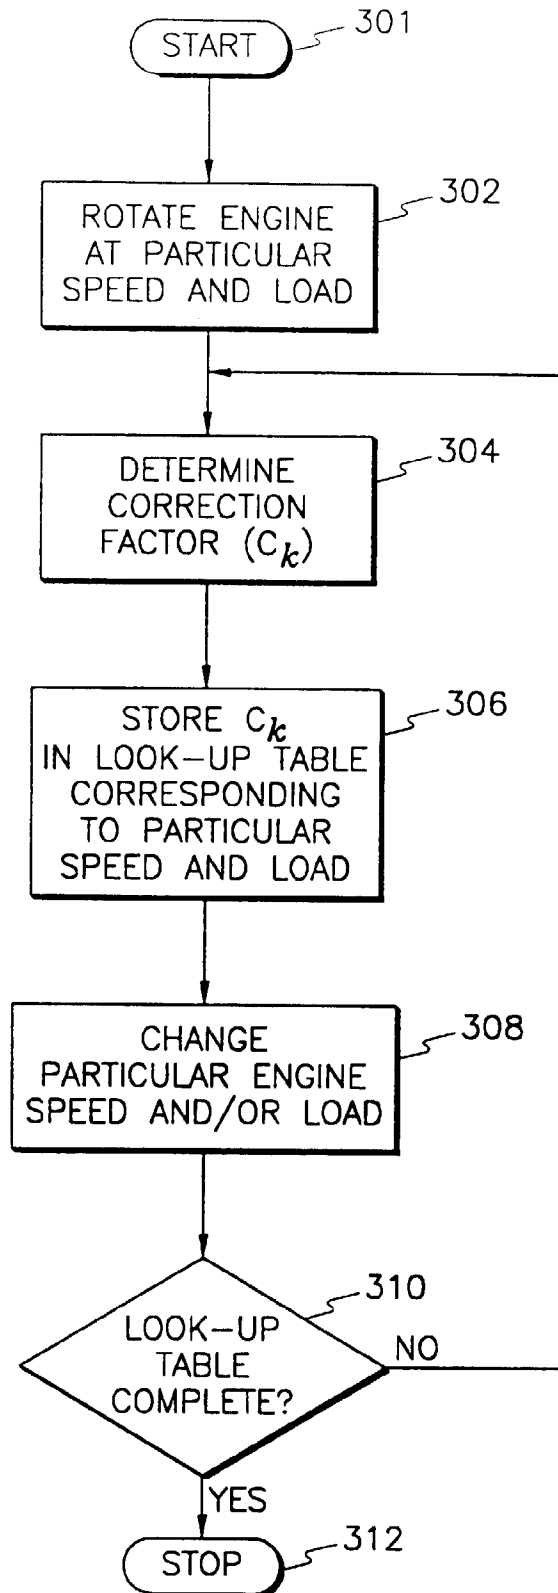 START
301
ROTATE ENGINE
AT PARTICULAR
SPEED AND LOAD
302
DETERMINE
CORRECTION
FACTOR (Ck)
304
STORE Ck
IN LOOK-UP TABLE
CORRESPONDING
TO PARTICULAR
SPEED AND LOAD
306
CHANGE
PARTICULAR ENGINE
SPEED AND/OR LOAD
308
LOOK-UP
TABLE
COMPLETE?
310
NO
YES
STOP
312